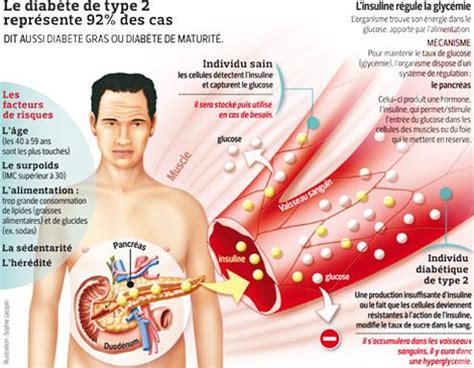 Le diabète de type 2
représente 92% des cas
DIT AUSSI DIABÈTE GRAS OU DIABÈTE DE MATURITÉ.
Les
facteurs
de risques
L'âge
(les 40 à 59 ans
sont les plus touchés)
Le surpoids
(IMC supérieur à 30)
L'alimentation :
trop grande consommation
de lipides (graisses
alimentaires) et de glucides
(ex. sodas)
La sédentarité
L'hérédité
Illustration : Sophie Jacopin
Pancréas
Duodénum
Muscle
Individu sain
les cellules détectent l'insuline
et capturent le glucose
il sera stocké puis utilisé
en cas de besoin.
glucose
Vaisseau sanguin
insuline
glucose
L'insuline régule la glycémie
L'organisme trouve son énergie dans le
glucose, apporté par l'alimentation.
MÉCANISME
Pour maintenir le taux de glucose
(glycémie), l'organisme dispose d'un
système de régulation :
le pancréas
Celui-ci produit une hormone,
l'insuline, qui permet/stimule
l'entrée du glucose dans les
cellules des muscles ou du foie
qui le mettent en réserve.
Individu
diabétique
de type 2
Une production insuffisante d'insuline
ou le fait que les cellules deviennent
résistantes à l'action de l'insuline,
modifie le taux de sucre dans le sang.
il s'accumulera dans les vaisseaux
sanguins, il y aura donc
une hyperglycémie.